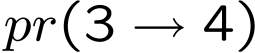 pr(3 → 4)